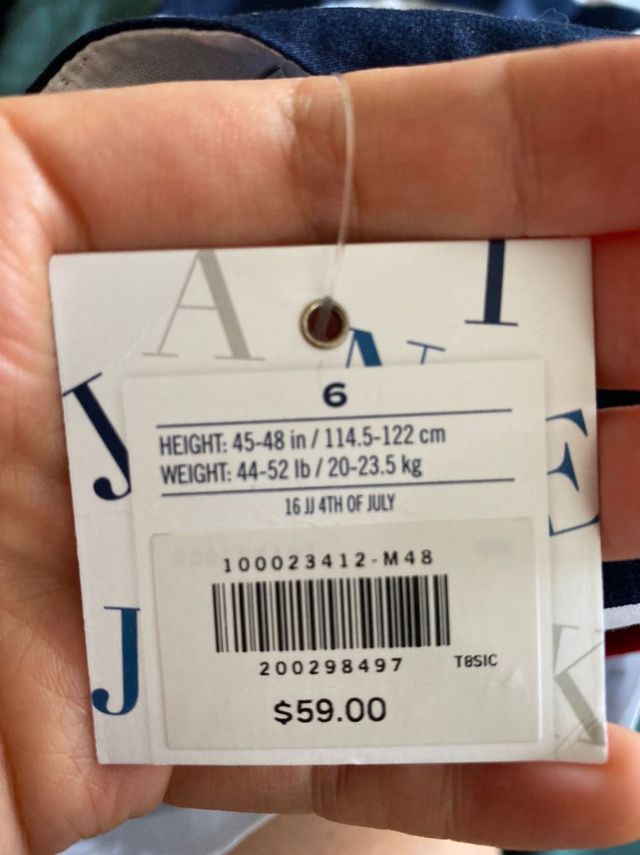 A
I
N
J
6
HEIGHT: 45-48 in / 114.5-122 cm
WEIGHT: 44-52 lb / 20-23.5 kg
16 JJ 4TH OF JULY
E
100023412-M48
200298497
T8SIC
$59.00
J
K